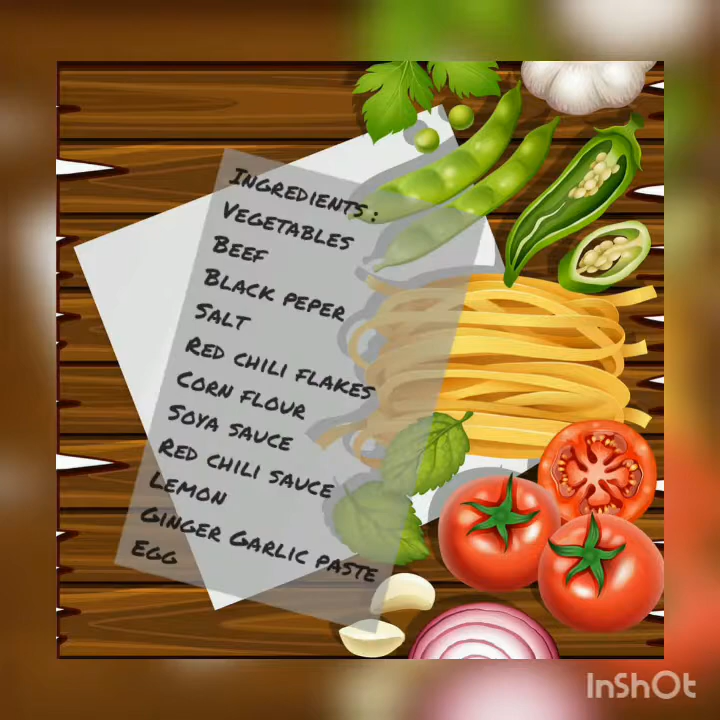 Ingredients:
Vegetables
Beef
Black peper
Salt
Red chili flakes
Corn flour
Soya sauce
Red chili sauce
Lemon
Ginger Garlic paste
Egg
InShOt